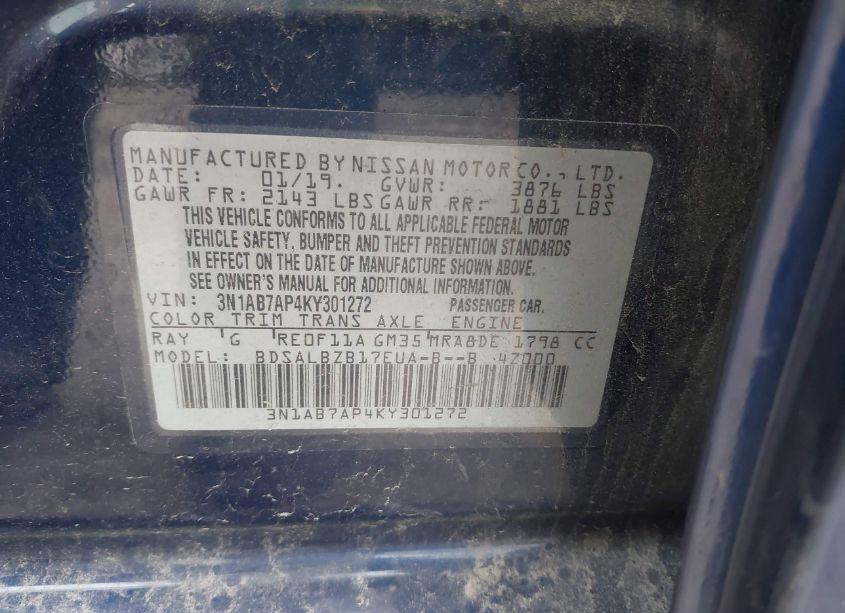 MANUFACTURED BY NISSAN MOTOR CO., LTD.
DATE: 01/19. GVWR: 3876 LBS
GAWR FR: 2143 LBS GAWR RR: 1881 LBS
THIS VEHICLE CONFORMS TO ALL APPLICABLE FEDERAL MOTOR
VEHICLE SAFETY, BUMPER AND THEFT PREVENTION STANDARDS
IN EFFECT ON THE DATE OF MANUFACTURE SHOWN ABOVE.
SEE OWNER'S MANUAL FOR ADDITIONAL INFORMATION.
VIN: 3N1AB7AP4KY301272 PASSENGER CAR.
COLOR TRIM TRANS AXLE ENGINE
RAY G RE0F11A GM35 MRA8DE 1798 CC
MODEL: BDSALBZB17EUA-B--B 4Z000
3N1AB7AP4KY301272